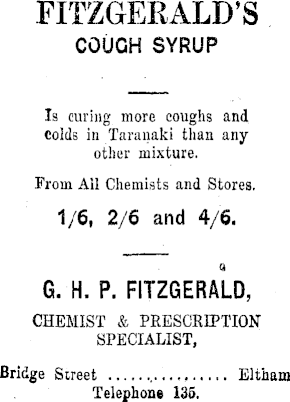 FITZGERALD'S
COUGH SYRUP
Is curing more coughs and
colds in Taranaki than any
other mixture.
From All Chemists and Stores.
1/6, 2/6 and 4/6.
G. H. P. FITZGERALD,
CHEMIST & PRESCRIPTION
SPECIALIST,
Bridge Street ................ Eltham
Telephone 135.